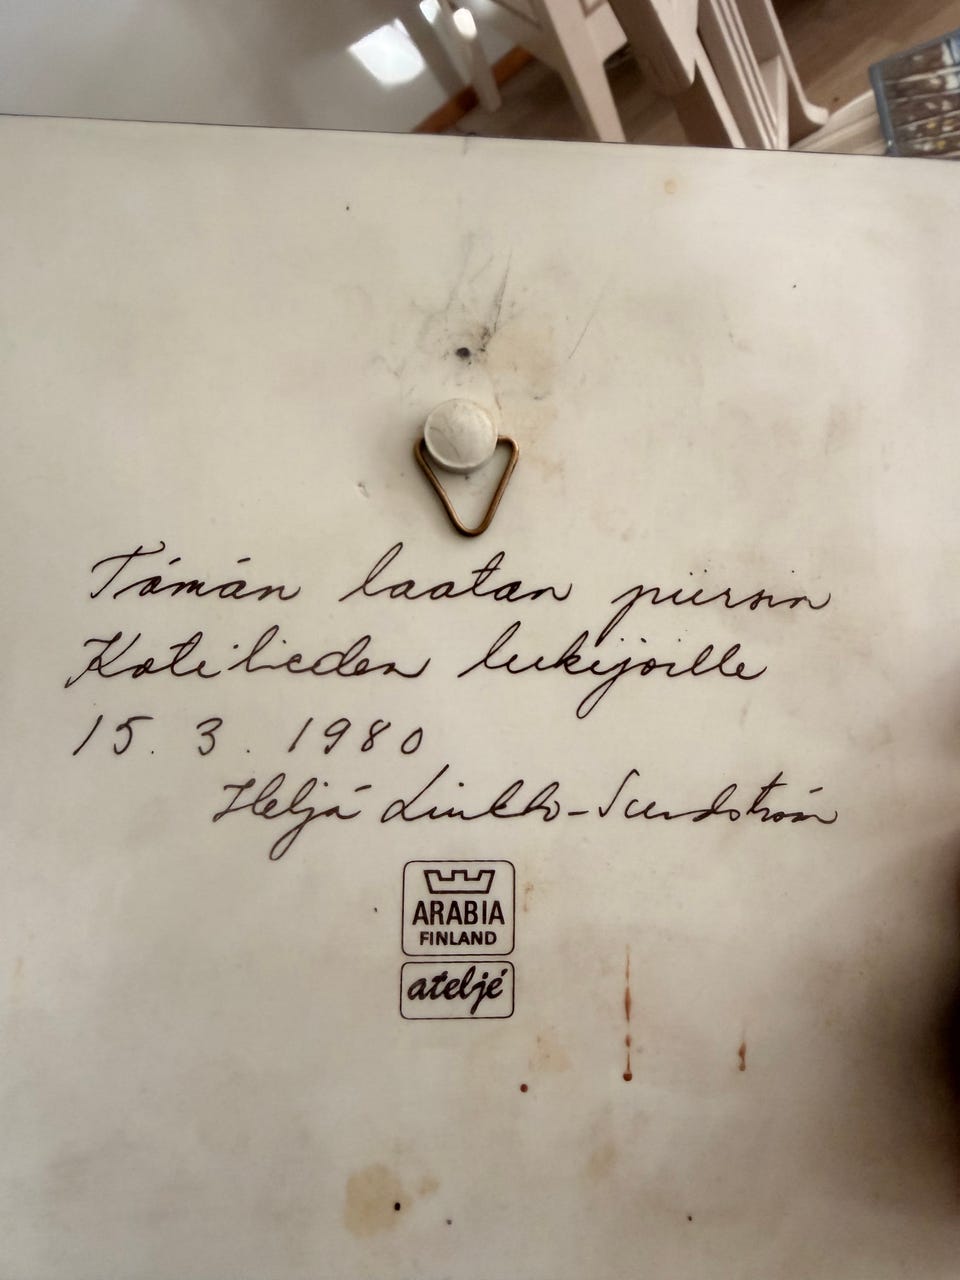 Tämän laatan piirsin
Kotilieden lukijoille
15. 3. 1980
Heljä Liukko-Sundström
ARABIA
FINLAND
ateljé